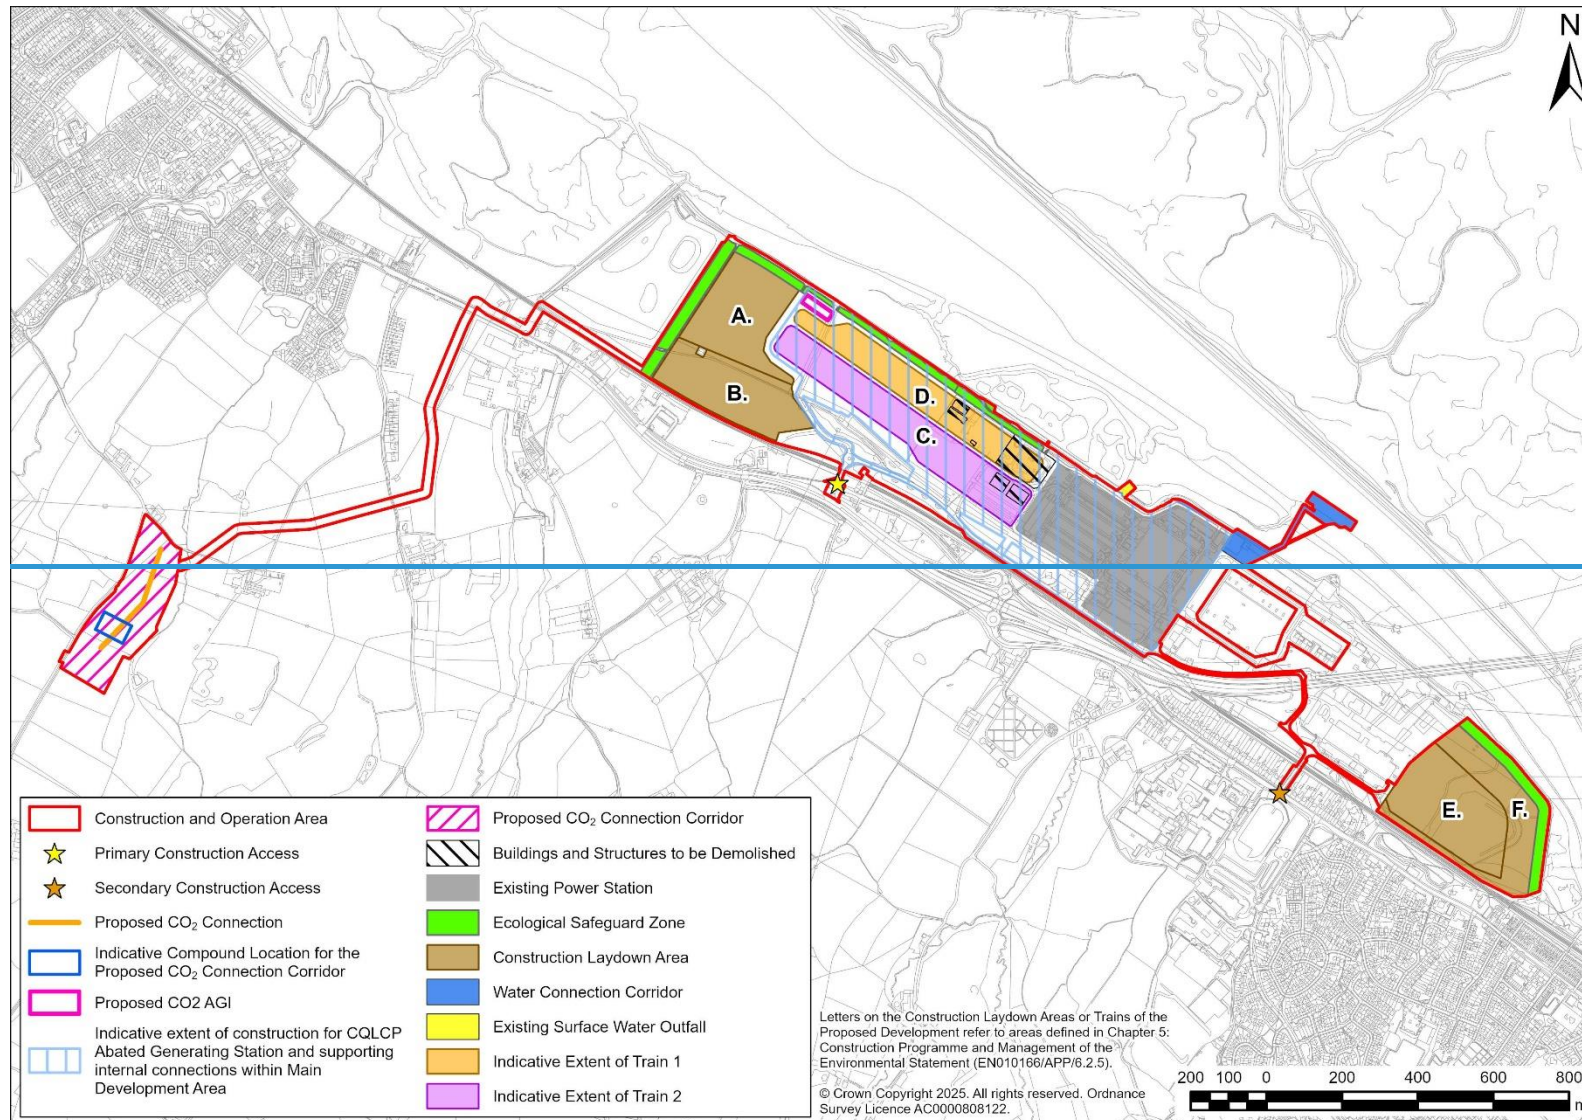 N
A.
B.
D.
C.
E.
F.
Construction and Operation Area
Primary Construction Access
Secondary Construction Access
Proposed CO₂ Connection
Indicative Compound Location for the
Proposed CO₂ Connection Corridor
Proposed CO2 AGI
Indicative extent of construction for CQLCP
Abated Generating Station and supporting
internal connections within Main
Development Area
Proposed CO₂ Connection Corridor
Buildings and Structures to be Demolished
Existing Power Station
Ecological Safeguard Zone
Construction Laydown Area
Water Connection Corridor
Existing Surface Water Outfall
Indicative Extent of Train 1
Indicative Extent of Train 2
Letters on the Construction Laydown Areas or Trains of the
Proposed Development refer to areas defined in Chapter 5:
Construction Programme and Management of the
Environmental Statement (EN010166/APP/6.2.5).
© Crown Copyright 2025. All rights reserved. Ordnance
Survey Licence AC0000808122.
200 100 0 200 400 600 800